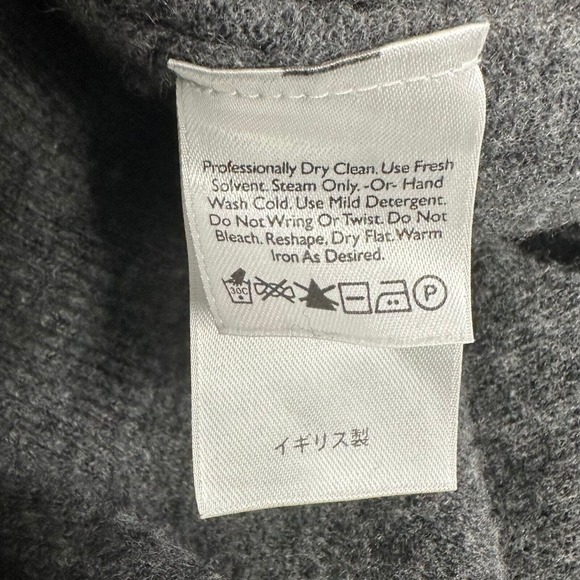 Professionally Dry Clean. Use Fresh
Solvent. Steam Only. -Or- Hand
Wash Cold. Use Mild Detergent.
Do Not Wring Or Twist. Do Not
Bleach. Reshape, Dry Flat. Warm
Iron As Desired.
30C P
イギリス製